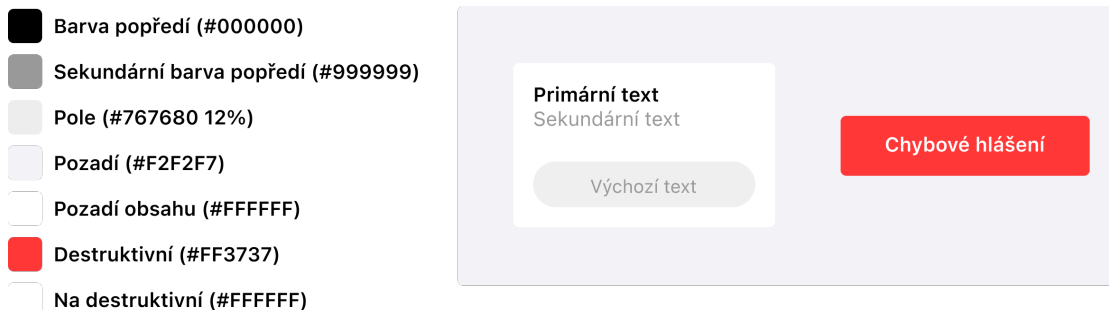 Barva popředí (#000000)
Sekundární barva popředí (#999999)
Pole (#767680 12%)
Pozadí (#F2F2F7)
Pozadí obsahu (#FFFFFF)
Destruktivní (#FF3737)
Na destruktivní (#FFFFFF)
Primární text
Sekundární text
Výchozí text
Chybové hlášení